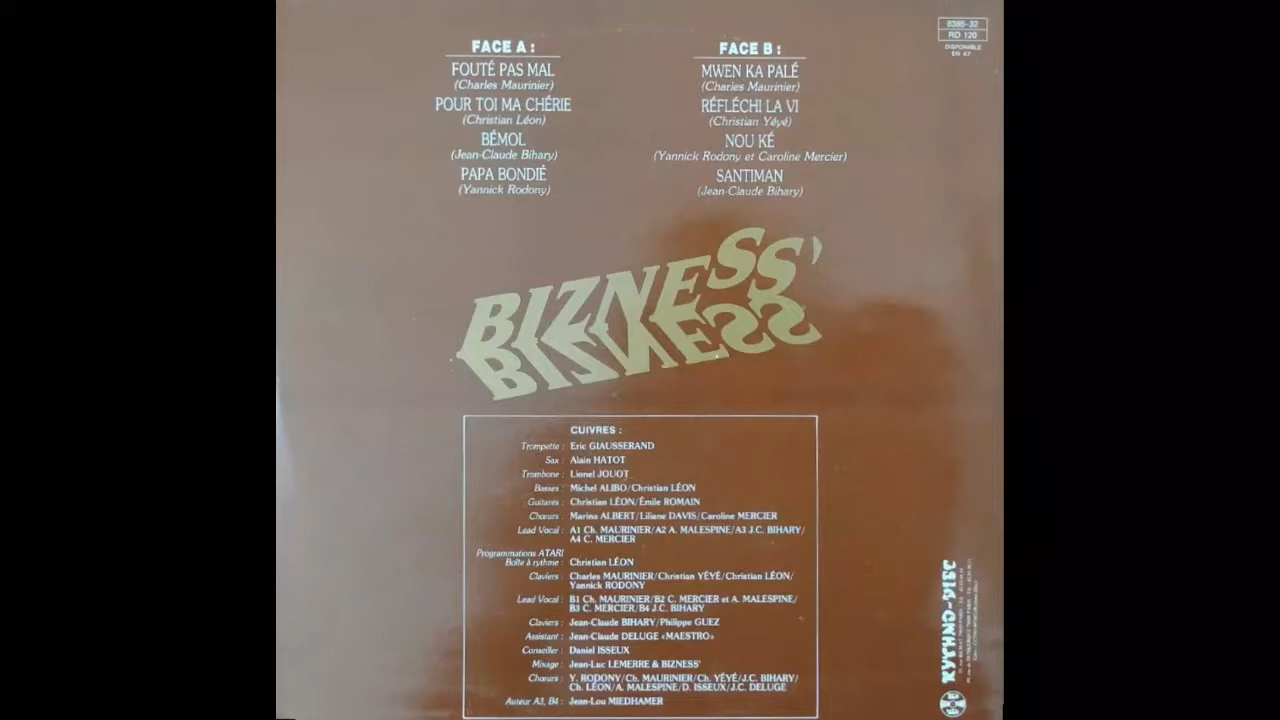 8385-32
RD 120
DISPONIBLE
EN K7
FACE A :
FOUTÉ PAS MAL
(Charles Maurinier)
POUR TOI MA CHÉRIE
(Christian Léon)
BÉMOL
(Jean-Claude Bihary)
PAPA BONDIÉ
(Yannick Rodony)
FACE B :
MWEN KA PALÉ
(Charles Maurinier)
RÉFLÉCHI LA VI
(Christian Yéyé)
NOU KÉ
(Yannick Rodony et Caroline Mercier)
SANTIMAN
(Jean-Claude Bihary)
BIZNESS'
BIZNESS
CUIVRES :
Trompette : Eric GIAUSSERAND
Sax : Alain HATOT
Trombone : Lionel JOUOT
Basses : Michel ALIBO/Christian LÉON
Guitares : Christian LÉON/Émile ROMAIN
Chœurs : Marina ALBERT/Liliane DAVIS/Caroline MERCIER
Lead Vocal : A1 Ch. MAURINIER/A2 A. MALESPINE/A3 J.C. BIHARY/
A4 C. MERCIER
Programmations ATARI
Boîte à rythme : Christian LÉON
Claviers : Charles MAURINIER/Christian YÉYÉ/Christian LÉON/
Yannick RODONY
Lead Vocal : B1 Ch. MAURINIER/B2 C. MERCIER et A. MALESPINE/
B3 C. MERCIER/B4 J.C. BIHARY
Claviers : Jean-Claude BIHARY/Philippe GUEZ
Assistant : Jean-Claude DELUGE «MAESTRO»
Conseiller : Daniel ISSEUX
Mixage : Jean-Luc LEMERRE & BIZNESS'
Chœurs : Y. RODONY/Ch. MAURINIER/Ch. YÉYÉ/J.C. BIHARY/
Ch. LÉON/A. MALESPINE/D. ISSEUX/J.C. DELUGE
Auteur A3, B4 : Jean-Lou MIEDHAMER
RYTHMO-DISC